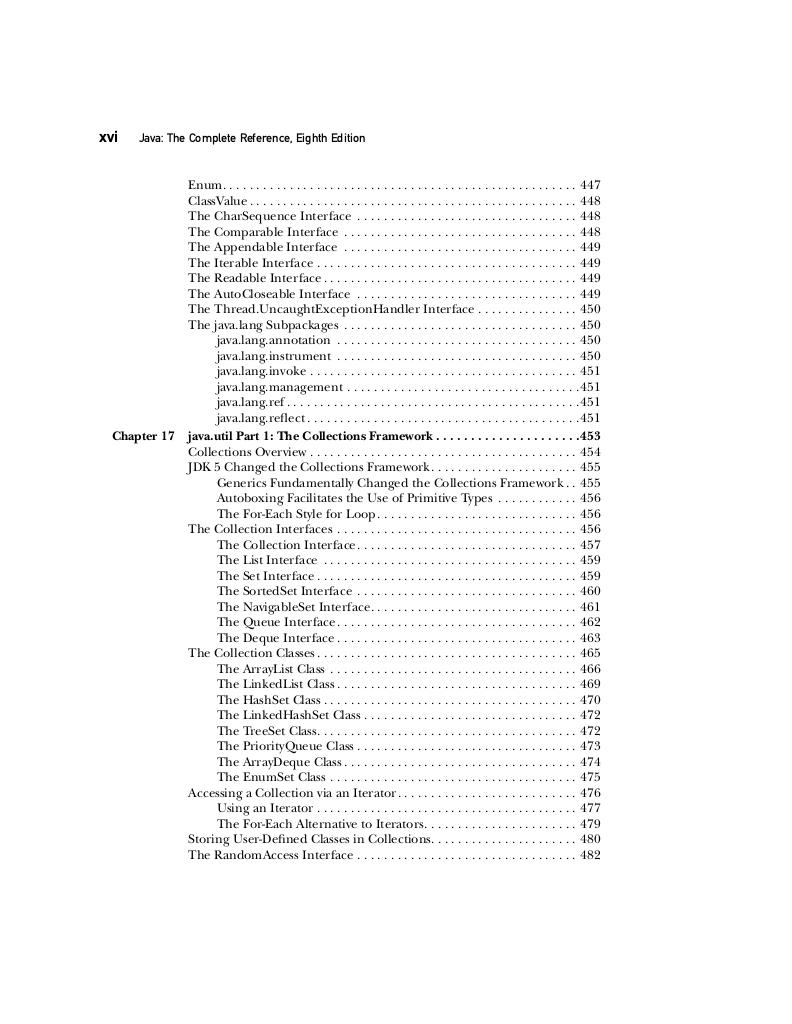 xvi Java: The Complete Reference, Eighth Edition
Enum. . . . . . . . . . . . . . . . . . . . . . . . . . . . . . . . . . . . . . . . . . . . . . . . . . . . . 447
ClassValue . . . . . . . . . . . . . . . . . . . . . . . . . . . . . . . . . . . . . . . . . . . . . . . . . 448
The CharSequence Interface . . . . . . . . . . . . . . . . . . . . . . . . . . . . . . . . . 448
The Comparable Interface . . . . . . . . . . . . . . . . . . . . . . . . . . . . . . . . . . . 448
The Appendable Interface . . . . . . . . . . . . . . . . . . . . . . . . . . . . . . . . . . . 449
The Iterable Interface . . . . . . . . . . . . . . . . . . . . . . . . . . . . . . . . . . . . . . . 449
The Readable Interface . . . . . . . . . . . . . . . . . . . . . . . . . . . . . . . . . . . . . . 449
The AutoCloseable Interface . . . . . . . . . . . . . . . . . . . . . . . . . . . . . . . . . 449
The Thread.UncaughtExceptionHandler Interface . . . . . . . . . . . . . . . 450
The java.lang Subpackages . . . . . . . . . . . . . . . . . . . . . . . . . . . . . . . . . . . 450
java.lang.annotation . . . . . . . . . . . . . . . . . . . . . . . . . . . . . . . . . . . . 450
java.lang.instrument . . . . . . . . . . . . . . . . . . . . . . . . . . . . . . . . . . . . 450
java.lang.invoke . . . . . . . . . . . . . . . . . . . . . . . . . . . . . . . . . . . . . . . . 451
java.lang.management . . . . . . . . . . . . . . . . . . . . . . . . . . . . . . . . . . .451
java.lang.ref . . . . . . . . . . . . . . . . . . . . . . . . . . . . . . . . . . . . . . . . . . . .451
java.lang.reflect . . . . . . . . . . . . . . . . . . . . . . . . . . . . . . . . . . . . . . . . .451
Chapter 17 java.util Part 1: The Collections Framework . . . . . . . . . . . . . . . . . . . . .453
Collections Overview . . . . . . . . . . . . . . . . . . . . . . . . . . . . . . . . . . . . . . . . 454
JDK 5 Changed the Collections Framework. . . . . . . . . . . . . . . . . . . . . . 455
Generics Fundamentally Changed the Collections Framework . . 455
Autoboxing Facilitates the Use of Primitive Types . . . . . . . . . . . . 456
The For-Each Style for Loop . . . . . . . . . . . . . . . . . . . . . . . . . . . . . . 456
The Collection Interfaces . . . . . . . . . . . . . . . . . . . . . . . . . . . . . . . . . . . . 456
The Collection Interface . . . . . . . . . . . . . . . . . . . . . . . . . . . . . . . . . 457
The List Interface . . . . . . . . . . . . . . . . . . . . . . . . . . . . . . . . . . . . . . 459
The Set Interface . . . . . . . . . . . . . . . . . . . . . . . . . . . . . . . . . . . . . . . 459
The SortedSet Interface . . . . . . . . . . . . . . . . . . . . . . . . . . . . . . . . . 460
The NavigableSet Interface. . . . . . . . . . . . . . . . . . . . . . . . . . . . . . . 461
The Queue Interface . . . . . . . . . . . . . . . . . . . . . . . . . . . . . . . . . . . . 462
The Deque Interface . . . . . . . . . . . . . . . . . . . . . . . . . . . . . . . . . . . . 463
The Collection Classes . . . . . . . . . . . . . . . . . . . . . . . . . . . . . . . . . . . . . . . 465
The ArrayList Class . . . . . . . . . . . . . . . . . . . . . . . . . . . . . . . . . . . . . 466
The LinkedList Class . . . . . . . . . . . . . . . . . . . . . . . . . . . . . . . . . . . . 469
The HashSet Class . . . . . . . . . . . . . . . . . . . . . . . . . . . . . . . . . . . . . . 470
The LinkedHashSet Class . . . . . . . . . . . . . . . . . . . . . . . . . . . . . . . . 472
The TreeSet Class. . . . . . . . . . . . . . . . . . . . . . . . . . . . . . . . . . . . . . . 472
The PriorityQueue Class . . . . . . . . . . . . . . . . . . . . . . . . . . . . . . . . . 473
The ArrayDeque Class . . . . . . . . . . . . . . . . . . . . . . . . . . . . . . . . . . . 474
The EnumSet Class . . . . . . . . . . . . . . . . . . . . . . . . . . . . . . . . . . . . . 475
Accessing a Collection via an Iterator . . . . . . . . . . . . . . . . . . . . . . . . . . . 476
Using an Iterator . . . . . . . . . . . . . . . . . . . . . . . . . . . . . . . . . . . . . . . 477
The For-Each Alternative to Iterators. . . . . . . . . . . . . . . . . . . . . . . 479
Storing User-Defined Classes in Collections. . . . . . . . . . . . . . . . . . . . . . 480
The RandomAccess Interface . . . . . . . . . . . . . . . . . . . . . . . . . . . . . . . . . 482